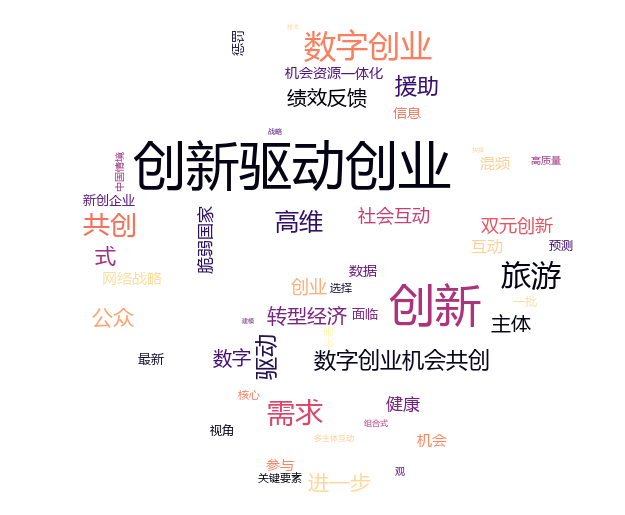 惩罚
数字创业
机会资源一体化
援助
绩效反馈
信息
战略
创新驱动创业
中国情境
混频
高质量
新创企业
共创
脆弱国家
高维
社会互动
双元创新
式
互动
预测
网络战略
数据
旅游
创业
选择
创新
一批
公众
转型经济
面临
主体
建模
最新
数字
驱动
数字创业机会共创
核心
需求
健康
视角
组合式
多主体互动
机会
参与
关键要素
进一步
观